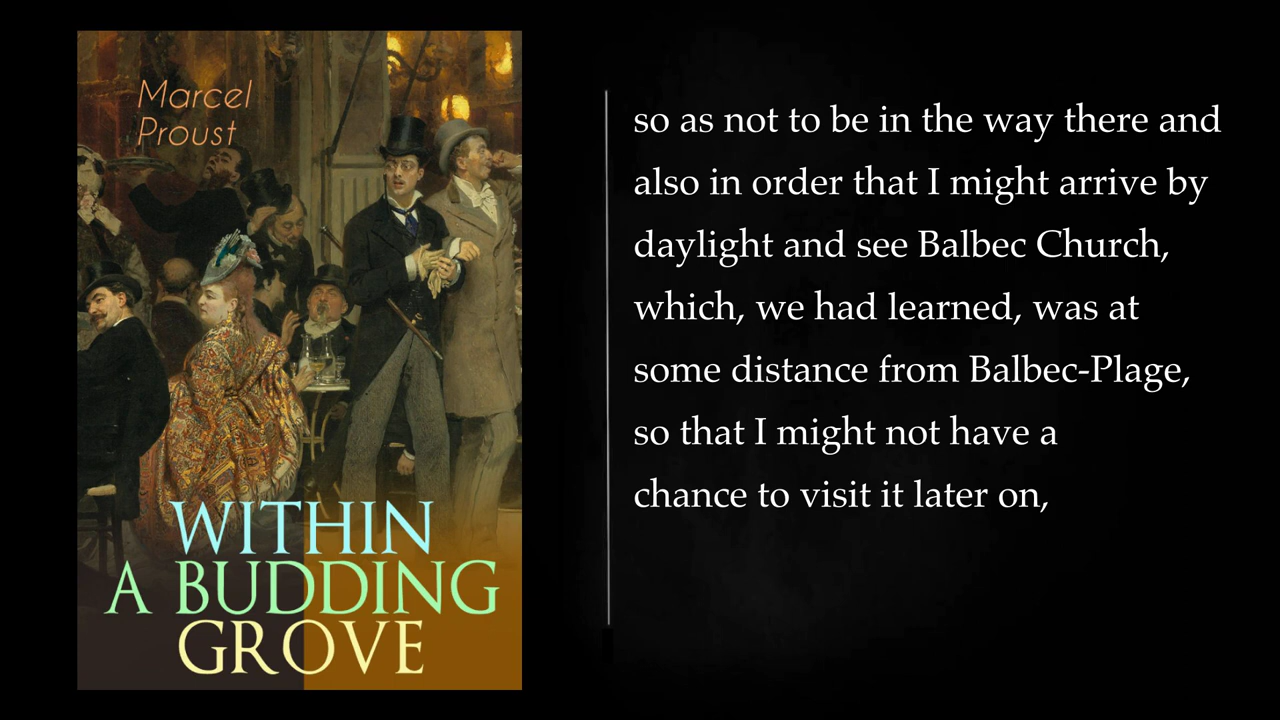 Marcel
Proust
WITHIN
A BUDDING
GROVE
so as not to be in the way there and
also in order that I might arrive by
daylight and see Balbec Church,
which, we had learned, was at
some distance from Balbec-Plage,
so that I might not have a
chance to visit it later on,